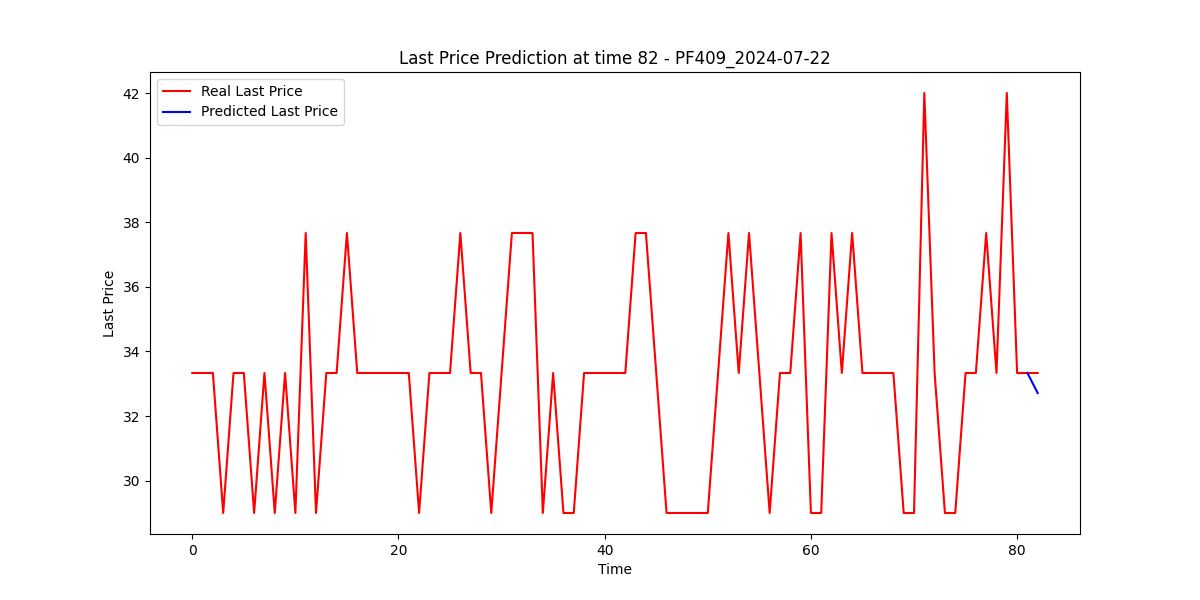 Last Price Prediction at time 82 - PF409_2024-07-22
Real Last Price
Predicted Last Price
Last Price
42
40
38
36
34
32
30
0 20 40 60 80
Time